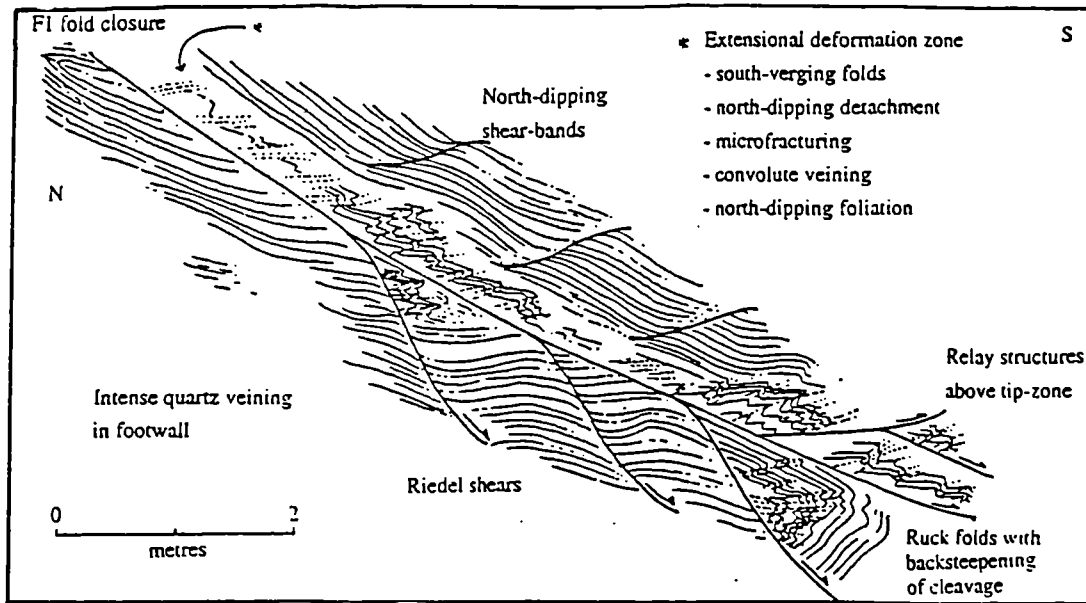 F1 fold closure
*
* Extensional deformation zone
- south-verging folds
- north-dipping detachment
- microfracturing
- convolute veining
- north-dipping foliation
S
North-dipping
shear-bands
N
Relay structures
above tip-zone
Intense quartz veining
in footwall
Riedel shears
0 2
metres
Ruck folds with
backsteepening
of cleavage